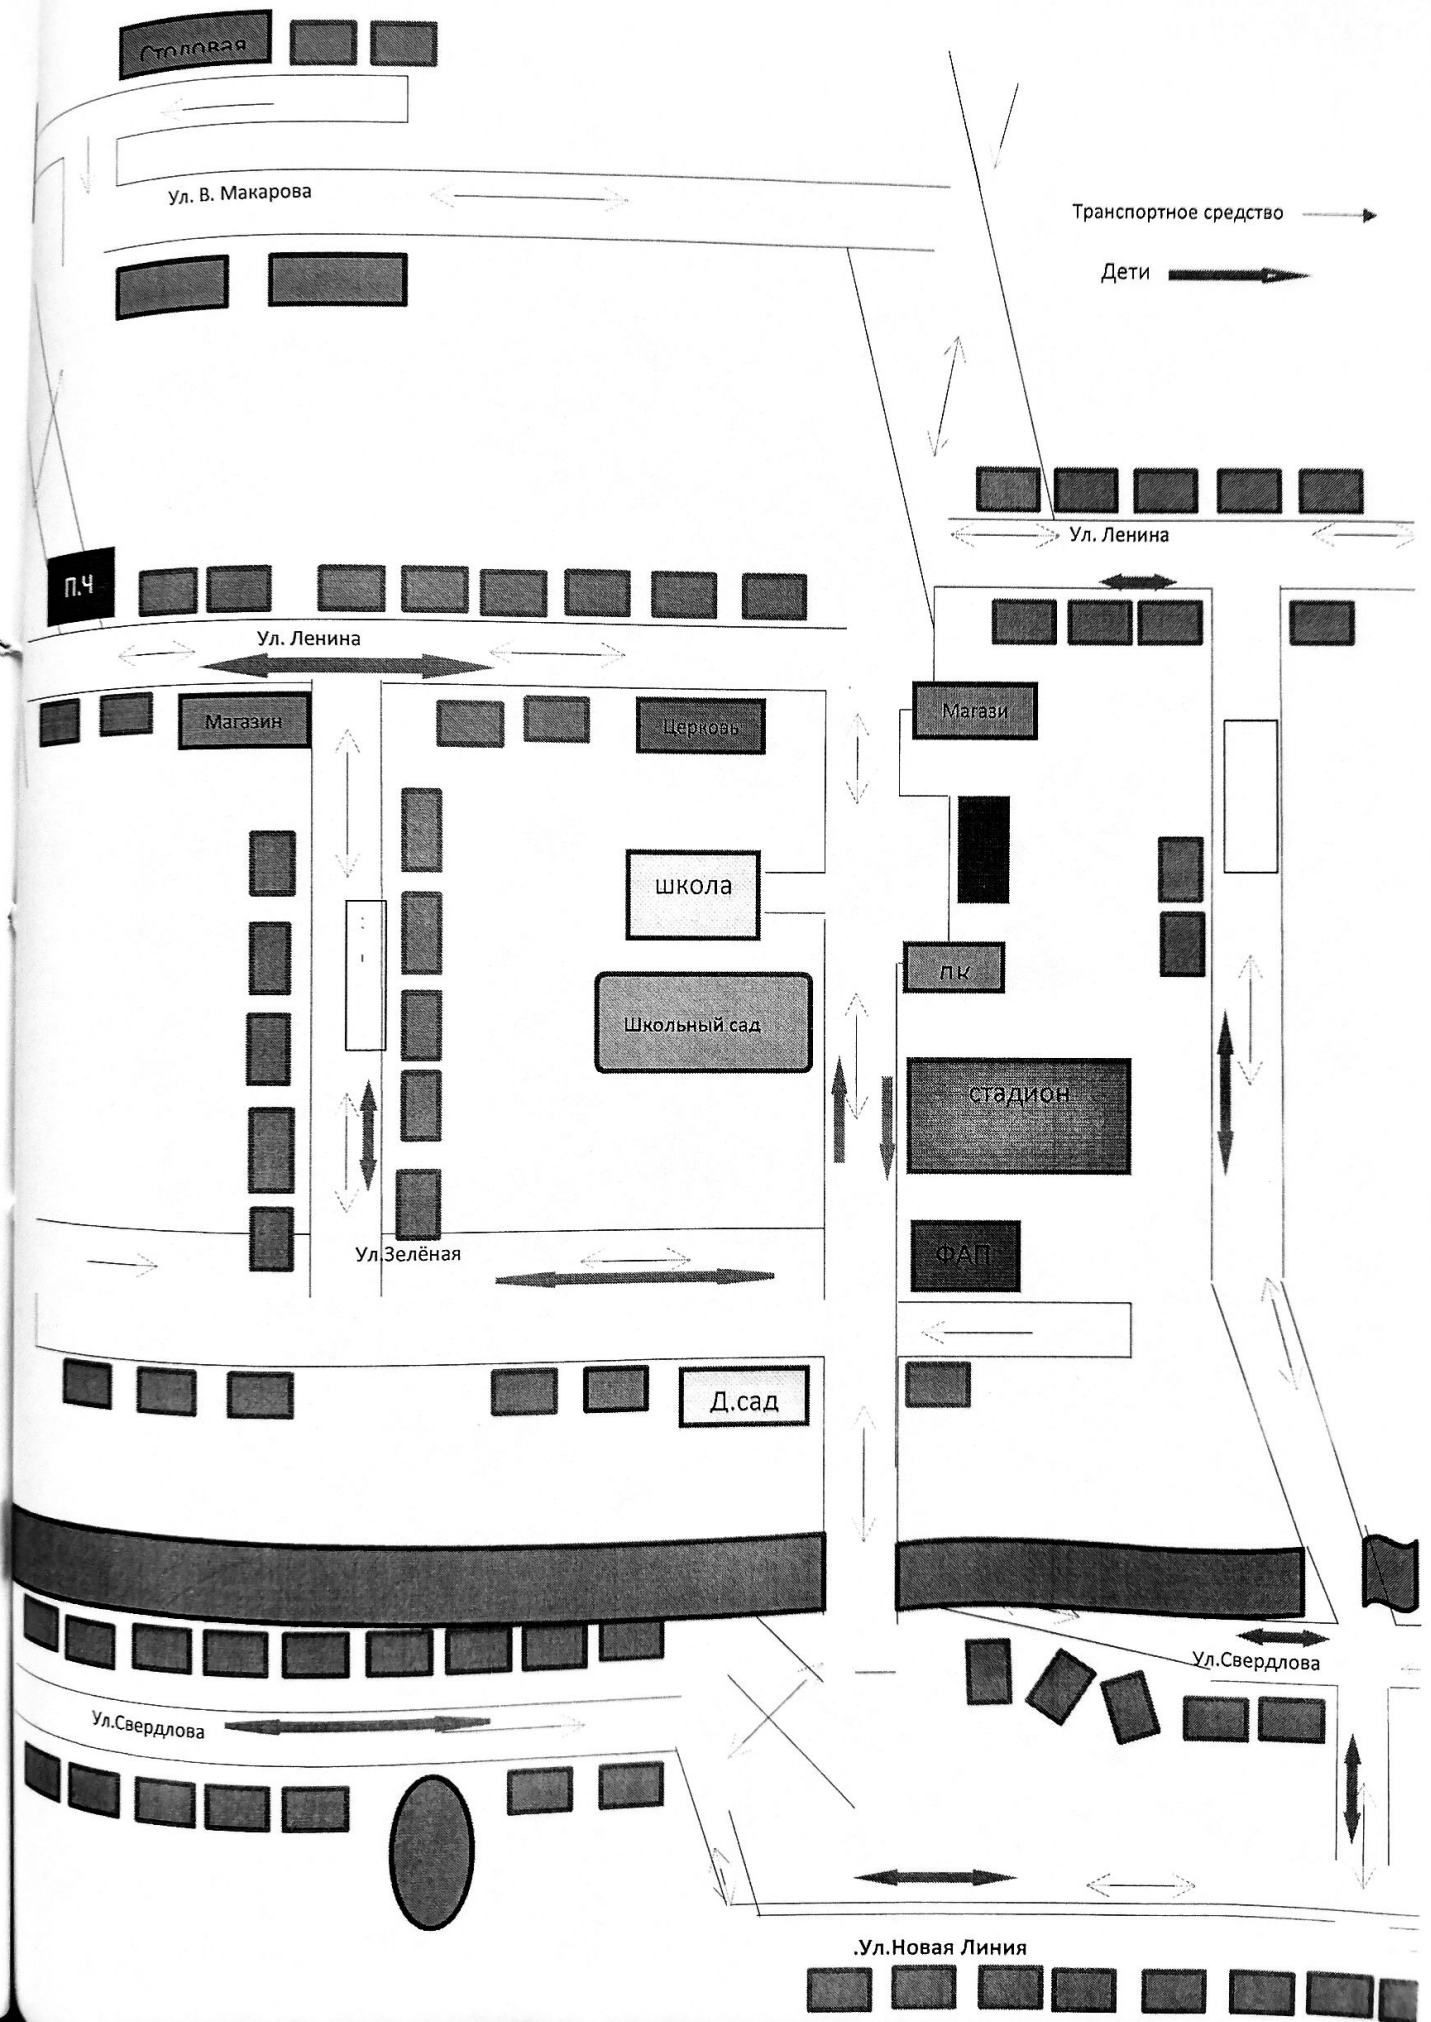 Столовая
Ул. В. Макарова
Транспортное средство
Дети
Ул. Ленина
П.Ч
Ул. Ленина
Магазин
Церковь
Магази
школа
ПК
Школьный сад
стадион
ФАП
Ул.Зелёная
Д.сад
Ул.Свердлова
Ул.Свердлова
.Ул.Новая Линия